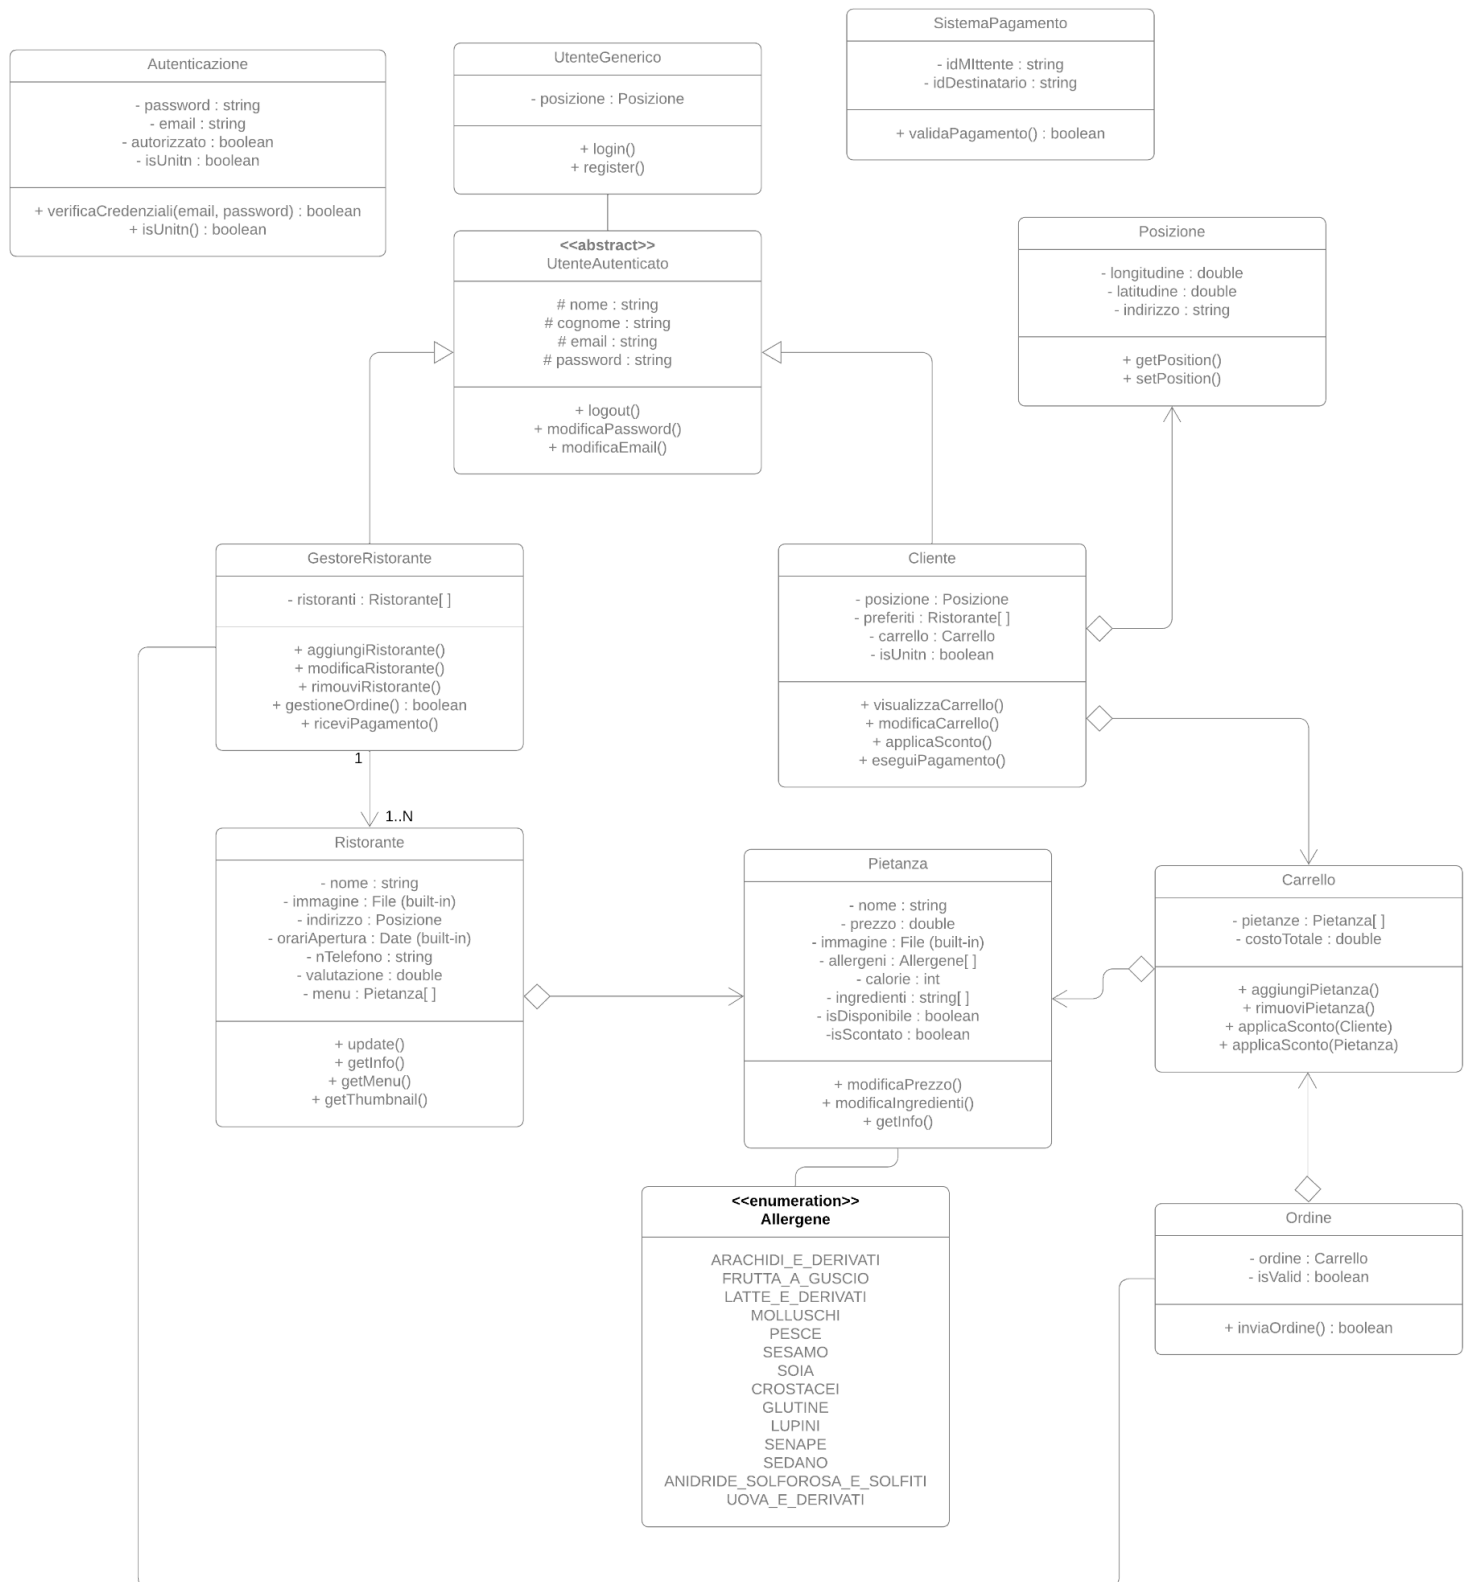 SistemaPagamento
- idMIttente : string
- idDestinatario : string
+ validaPagamento() : boolean
Autenticazione
- password : string
- email : string
- autorizzato : boolean
- isUnitn : boolean
+ verificaCredenziali(email, password) : boolean
+ isUnitn() : boolean
UtenteGenerico
- posizione : Posizione
+ login()
+ register()
<<abstract>>
UtenteAutenticato
# nome : string
# cognome : string
# email : string
# password : string
+ logout()
+ modificaPassword()
+ modificaEmail()
Posizione
- longitudine : double
- latitudine : double
- indirizzo : string
+ getPosition()
+ setPosition()
GestoreRistorante
- ristoranti : Ristorante[ ]
+ aggiungiRistorante()
+ modificaRistorante()
+ rimouviRistorante()
+ gestioneOrdine() : boolean
+ riceviPagamento()
Cliente
- posizione : Posizione
- preferiti : Ristorante[ ]
- carrello : Carrello
- isUnitn : boolean
+ visualizzaCarrello()
+ modificaCarrello()
+ applicaSconto()
+ eseguiPagamento()
1
1..N
Ristorante
- nome : string
- immagine : File (built-in)
- indirizzo : Posizione
- orariApertura : Date (built-in)
- nTelefono : string
- valutazione : double
- menu : Pietanza[ ]
+ update()
+ getInfo()
+ getMenu()
+ getThumbnail()
Pietanza
- nome : string
- prezzo : double
- immagine : File (built-in)
- allergeni : Allergene[ ]
- calorie : int
- ingredienti : string[ ]
- isDisponibile : boolean
-isScontato : boolean
+ modificaPrezzo()
+ modificaIngredienti()
+ getInfo()
Carrello
- pietanze : Pietanza[ ]
- costoTotale : double
+ aggiungiPietanza()
+ rimuoviPietanza()
+ applicaSconto(Cliente)
+ applicaSconto(Pietanza)
<<enumeration>>
Allergene
ARACHIDI_E_DERIVATI
FRUTTA_A_GUSCIO
LATTE_E_DERIVATI
MOLLUSCHI
PESCE
SESAMO
SOIA
CROSTACEI
GLUTINE
LUPINI
SENAPE
SEDANO
ANIDRIDE_SOLFOROSA_E_SOLFITI
UOVA_E_DERIVATI
Ordine
- ordine : Carrello
- isValid : boolean
+ inviaOrdine() : boolean